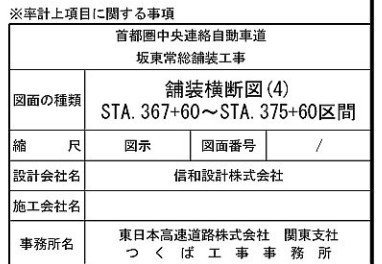 ※率計上項目に関する事項
首都圏中央連絡自動車道
坂東常総舗装工事
図面の種類
舗装横断図(4)
STA.367+60～STA.375+60区間
縮 尺 図示 図面番号 /
設計会社名 信和設計株式会社
施工会社名
事務所名
東日本高速道路株式会社 関東支社
つくば工事事務所